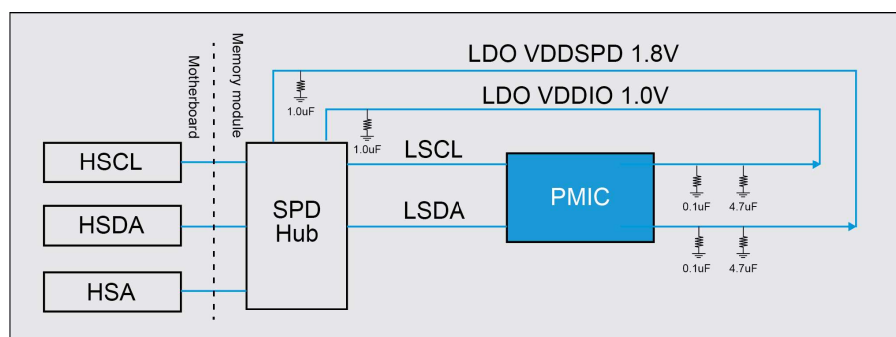 LDO VDDSPD 1.8V
1.0uF
LDO VDDIO 1.0V
1.0uF
Motherboard
Memory module
HSCL
HSDA
HSA
SPD
Hub
LSCL
LSDA
PMIC
0.1uF
4.7uF
0.1uF
4.7uF